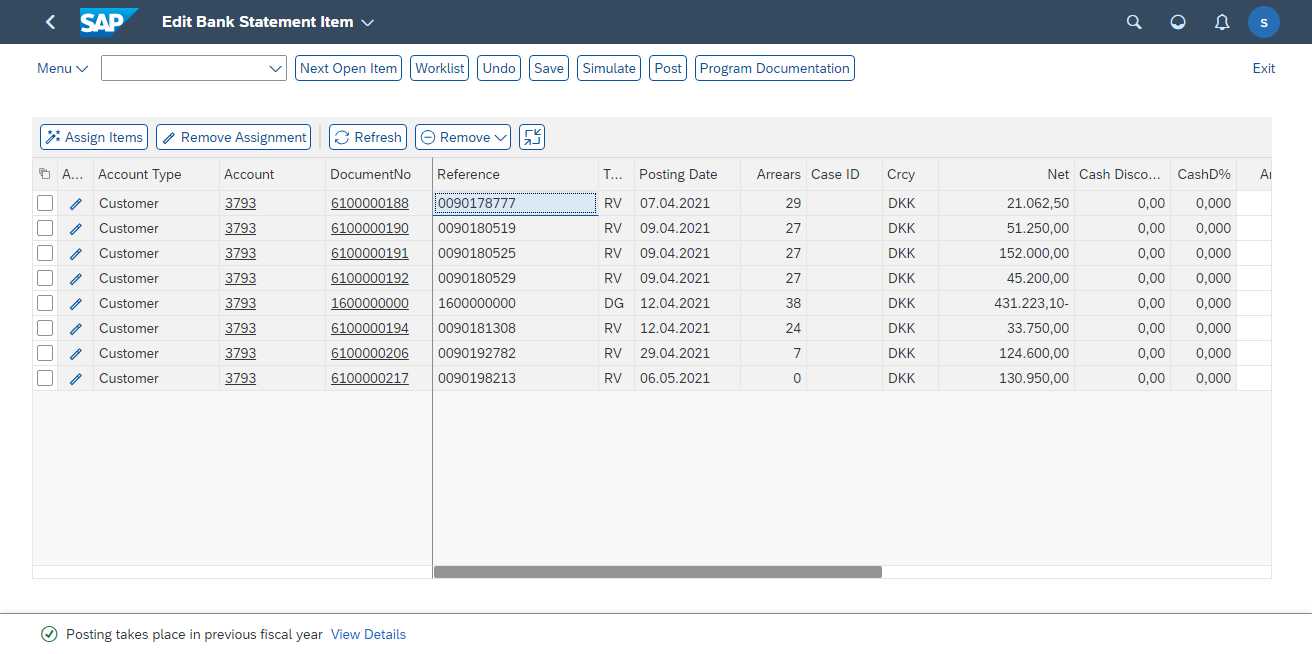 SAP Edit Bank Statement Item S
Menu Next Open Item Worklist Undo Save Simulate Post Program Documentation Exit
Assign Items Remove Assignment Refresh Remove
A... Account Type Account DocumentNo Reference T... Posting Date Arrears Case ID Crcy Net Cash Disco... CashD% Ar
Customer 3793 6100000188 0090178777 RV 07.04.2021 29 DKK 21.062,50 0,00 0,000
Customer 3793 6100000190 0090180519 RV 09.04.2021 27 DKK 51.250,00 0,00 0,000
Customer 3793 6100000191 0090180525 RV 09.04.2021 27 DKK 152.000,00 0,00 0,000
Customer 3793 6100000192 0090180529 RV 09.04.2021 27 DKK 45.200,00 0,00 0,000
Customer 3793 1600000000 1600000000 DG 12.04.2021 38 DKK 431.223,10- 0,00 0,000
Customer 3793 6100000194 0090181308 RV 12.04.2021 24 DKK 33.750,00 0,00 0,000
Customer 3793 6100000206 0090192782 RV 29.04.2021 7 DKK 124.600,00 0,00 0,000
Customer 3793 6100000217 0090198213 RV 06.05.2021 0 DKK 130.950,00 0,00 0,000
Posting takes place in previous fiscal year View Details